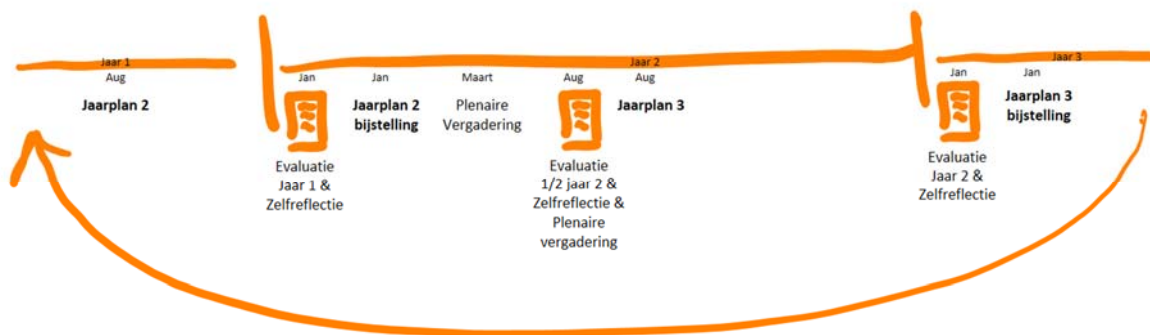 Jaar 1
Aug
Jaarplan 2
Jaar 2
Jan
Evaluatie
Jaar 1 &
Zelfreflectie
Jan
Jaarplan 2
bijstelling
Maart
Plenaire
Vergadering
Aug
Evaluatie
1/2 jaar 2 &
Zelfreflectie &
Plenaire
vergadering
Aug
Jaarplan 3
Jaar 3
Jan
Evaluatie
Jaar 2 &
Zelfreflectie
Jan
Jaarplan 3
bijstelling